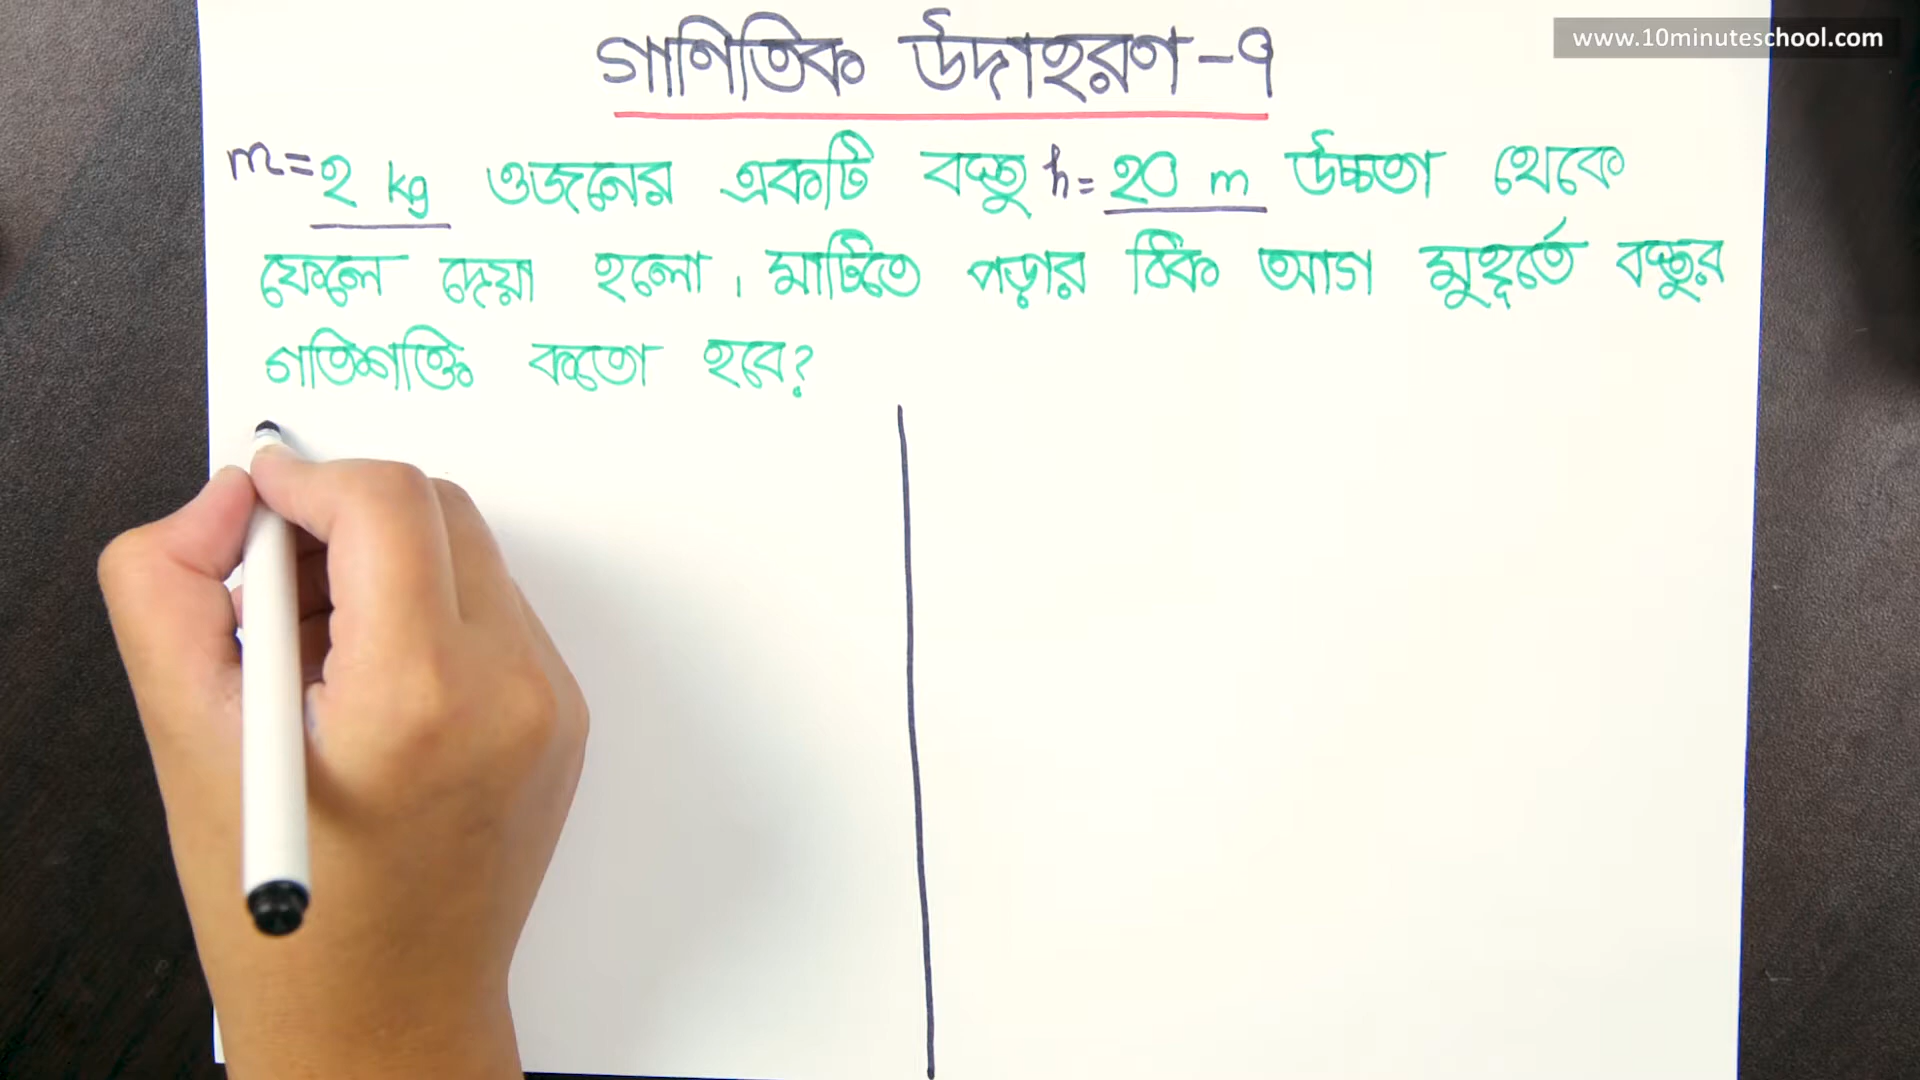 www.10minuteschool.com
গাণিতিক উদাহরণ -৭
m = ২ kg ওজনের একটি বস্তু h = ২০ m উচ্চতা থেকে
ফেলে দেয়া হলো । মাটিতে পড়ার ঠিক আগ মুহূর্তে বস্তুর
গতিশক্তি কতো হবে?